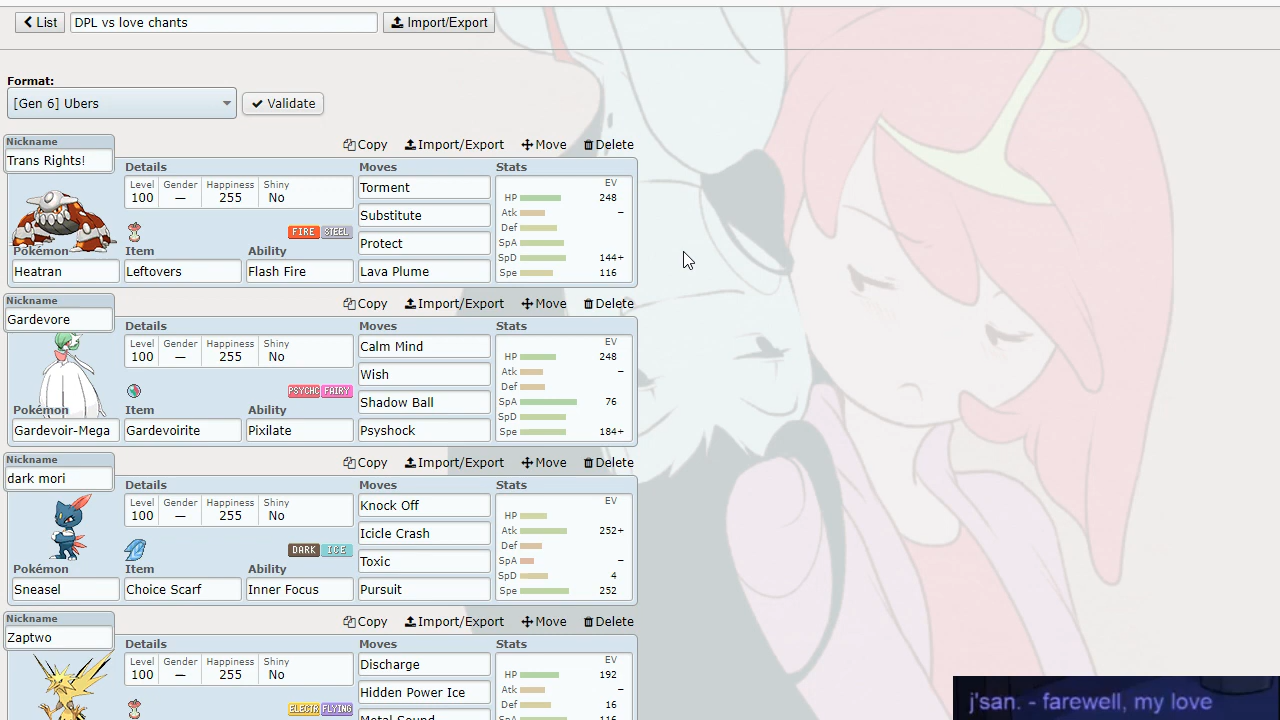 List
DPL vs love chants
Import/Export
Format:
[Gen 6] Ubers
Validate
Nickname
Trans Rights!
Copy Import/Export Move Delete
Details Moves Stats
Level Gender Happiness Shiny
100 — 255 No
FIRE STEEL
Pokémon Item Ability
Heatran Leftovers Flash Fire
Torment
Substitute
Protect
Lava Plume
EV
HP 248
Atk –
Def
SpA
SpD 144+
Spe 116
Nickname
Gardevore
Copy Import/Export Move Delete
Details Moves Stats
Level Gender Happiness Shiny
100 — 255 No
PSYCHC FAIRY
Pokémon Item Ability
Gardevoir-Mega Gardevoirite Pixilate
Calm Mind
Wish
Shadow Ball
Psyshock
EV
HP 248
Atk –
Def
SpA 76
SpD
Spe 184+
Nickname
dark mori
Copy Import/Export Move Delete
Details Moves Stats
Level Gender Happiness Shiny
100 — 255 No
DARK ICE
Pokémon Item Ability
Sneasel Choice Scarf Inner Focus
Knock Off
Icicle Crash
Toxic
Pursuit
EV
HP
Atk 252+
Def
SpA –
SpD 4
Spe 252
Nickname
Zaptwo
Copy Import/Export Move Delete
Details Moves Stats
Level Gender Happiness Shiny
100 — 255 No
ELECTR FLYING
Discharge
Hidden Power Ice
Metal Sound
EV
HP 192
Atk –
Def 16
SpA 116
j'san. - farewell, my love